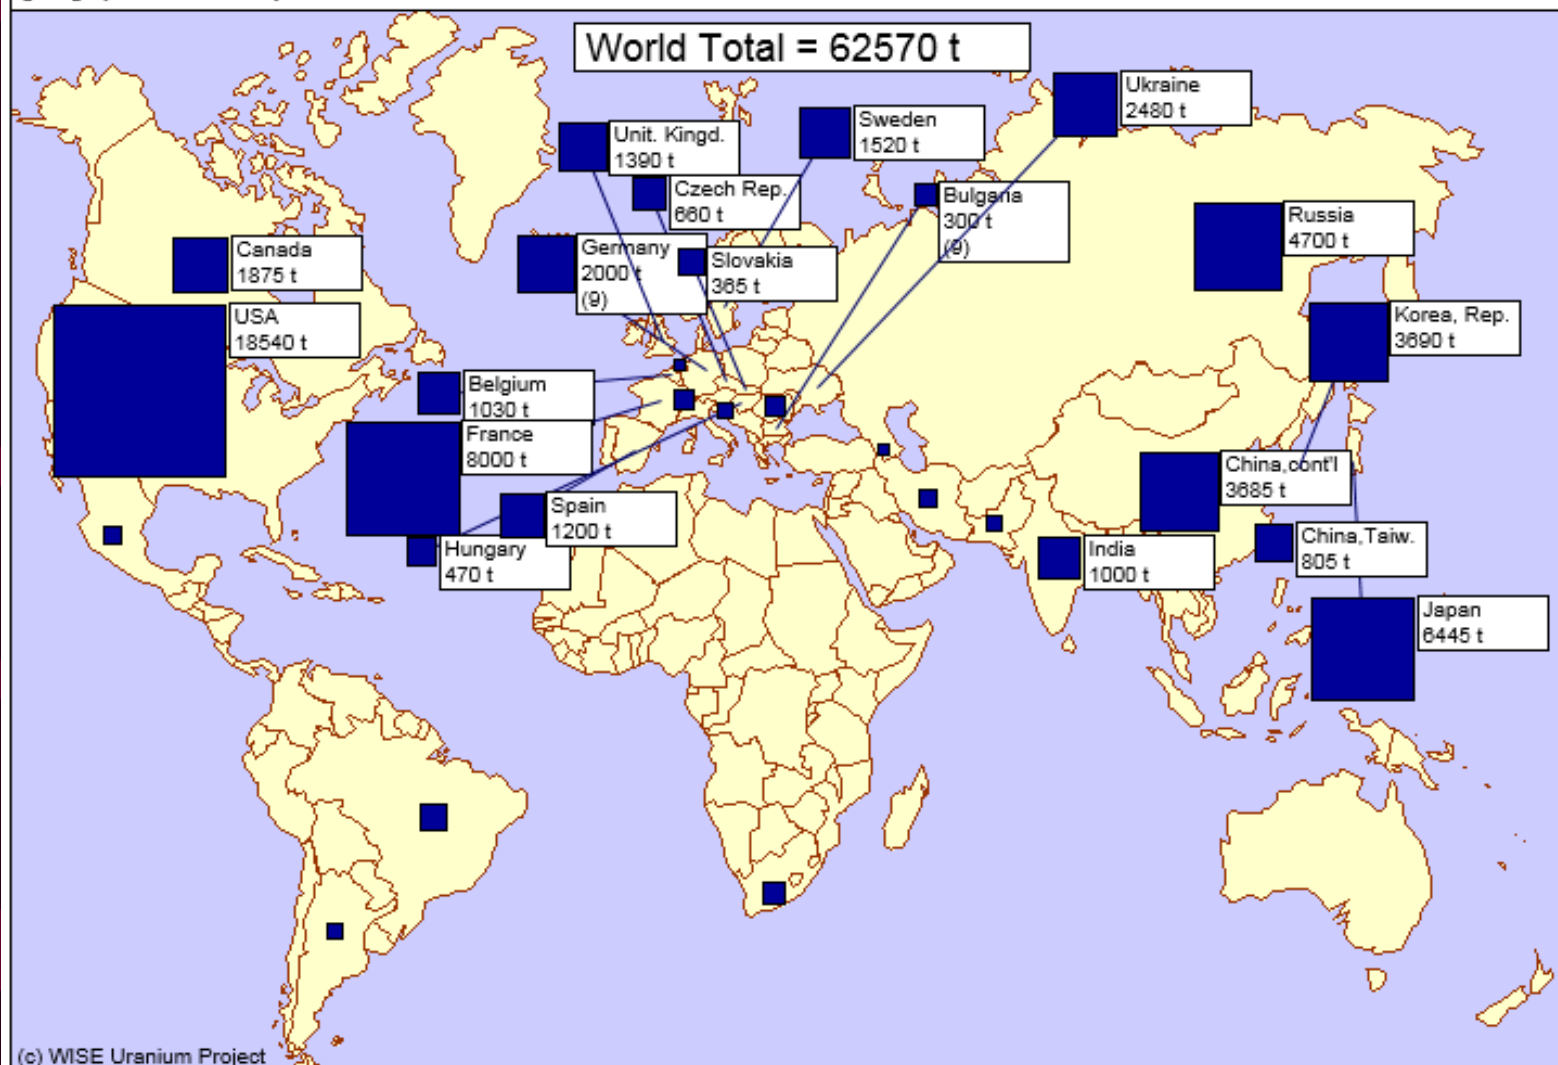 World Total = 62570 t
Ukraine
2480 t
Sweden
1520 t
Unit. Kingd.
1390 t
Czech Rep.
660 t
Bulgaria
300 t
(9)
Russia
4700 t
Canada
1875 t
Germany
2000 t
(9)
Slovakia
365 t
USA
18540 t
Korea, Rep.
3690 t
Belgium
1030 t
France
8000 t
China,cont'l
3685 t
Spain
1200 t
Hungary
470 t
India
1000 t
China,Taiw.
805 t
Japan
6445 t
(c) WISE Uranium Project